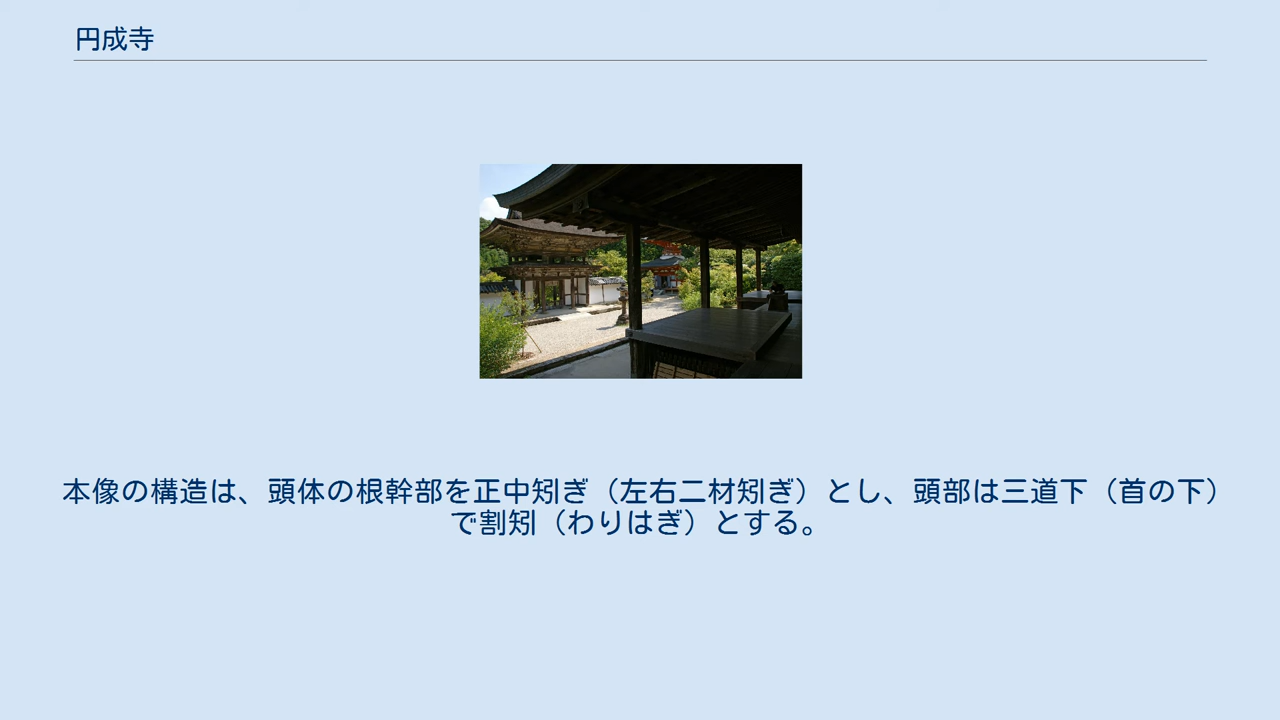 円成寺
本像の構造は、頭体の根幹部を正中矧ぎ（左右二材矧ぎ）とし、頭部は三道下（首の下）
で割矧（わりはぎ）とする。